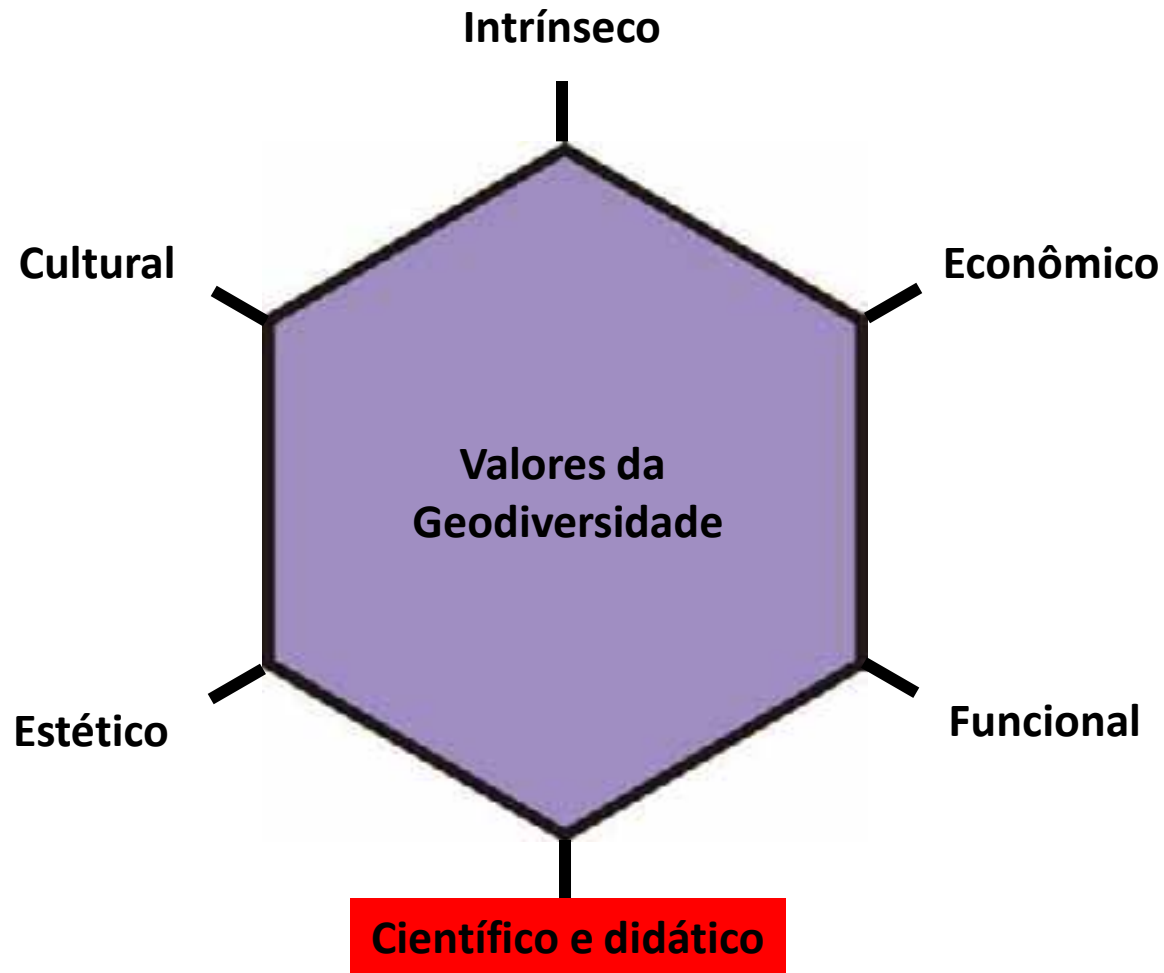 Intrínseco
Cultural
Econômico
Valores da
Geodiversidade
Estético
Funcional
Científico e didático